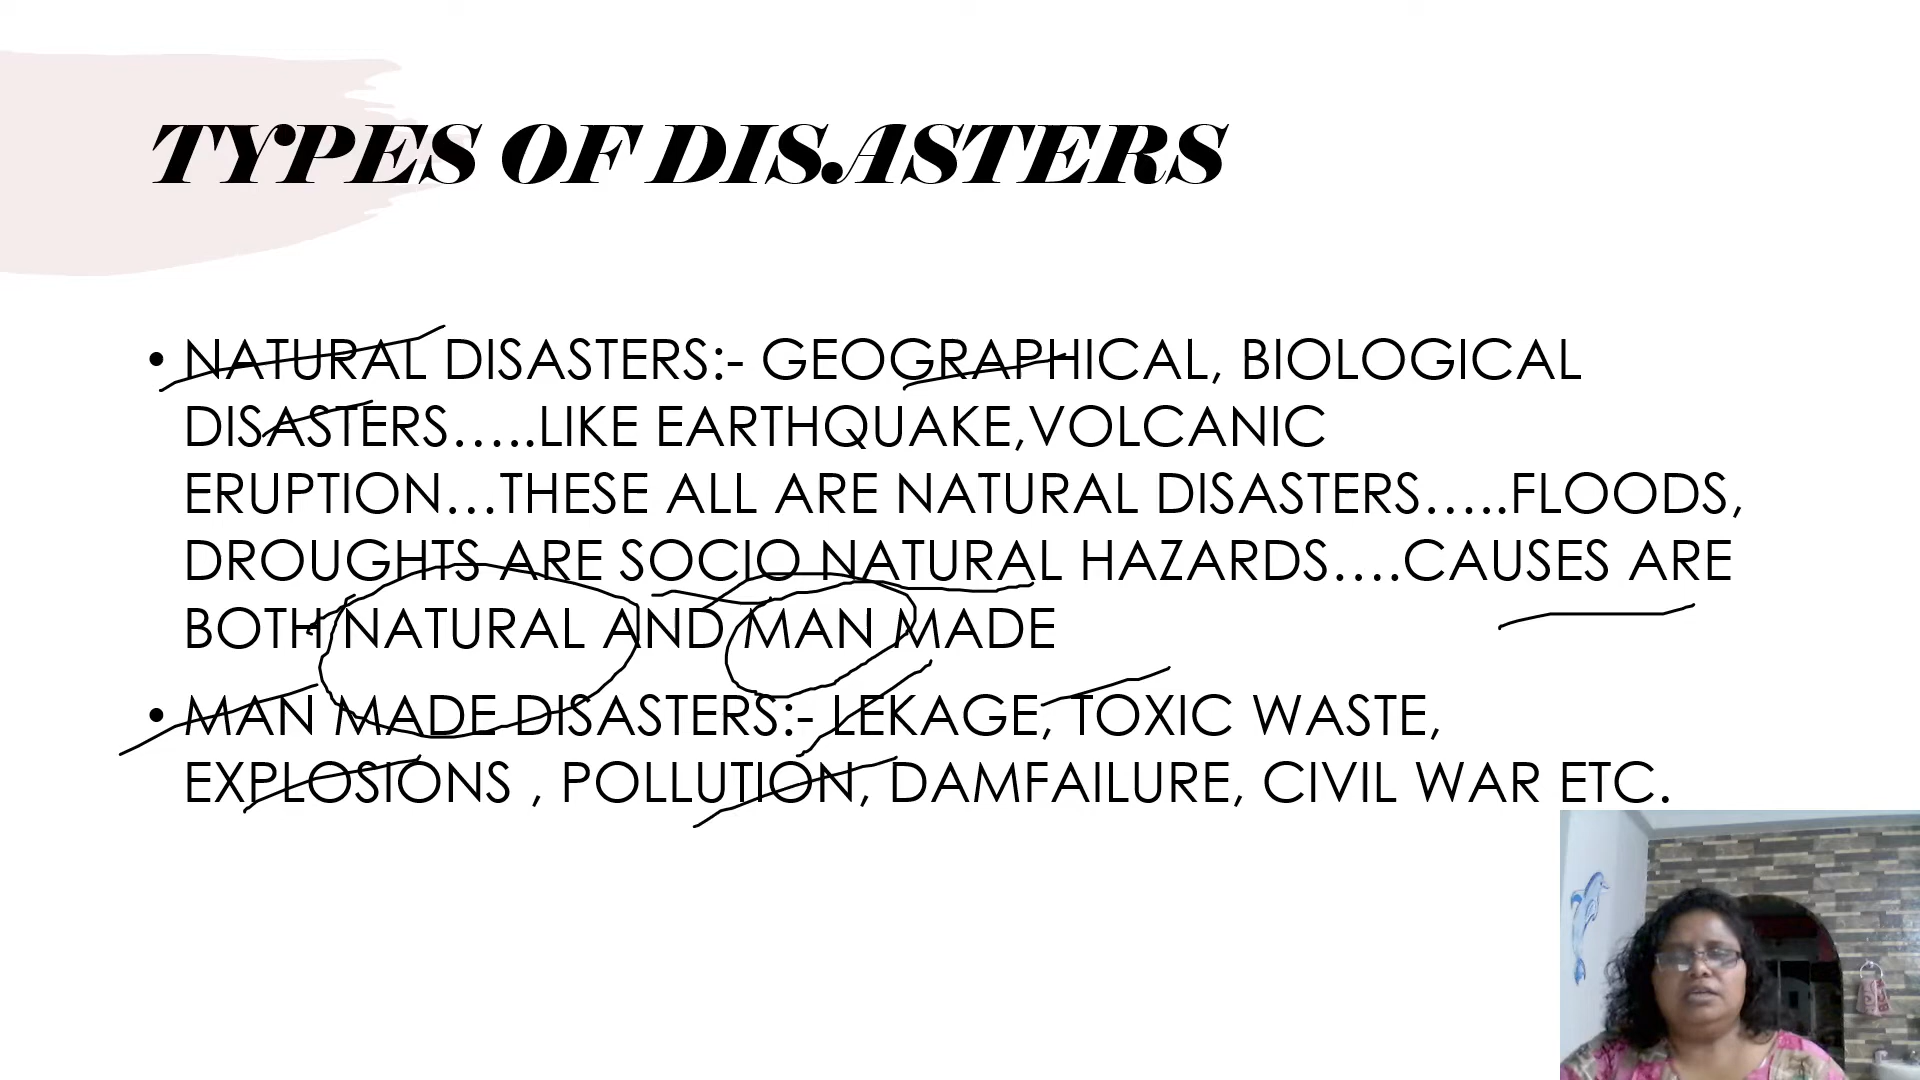 TYPES OF DISASTERS
• NATURAL DISASTERS:- GEOGRAPHICAL, BIOLOGICAL
DISASTERS.....LIKE EARTHQUAKE,VOLCANIC
ERUPTION...THESE ALL ARE NATURAL DISASTERS.....FLOODS,
DROUGHTS ARE SOCIO NATURAL HAZARDS....CAUSES ARE
BOTH NATURAL AND MAN MADE
• MAN MADE DISASTERS:- LEKAGE, TOXIC WASTE,
EXPLOSIONS , POLLUTION, DAMFAILURE, CIVIL WAR ETC.